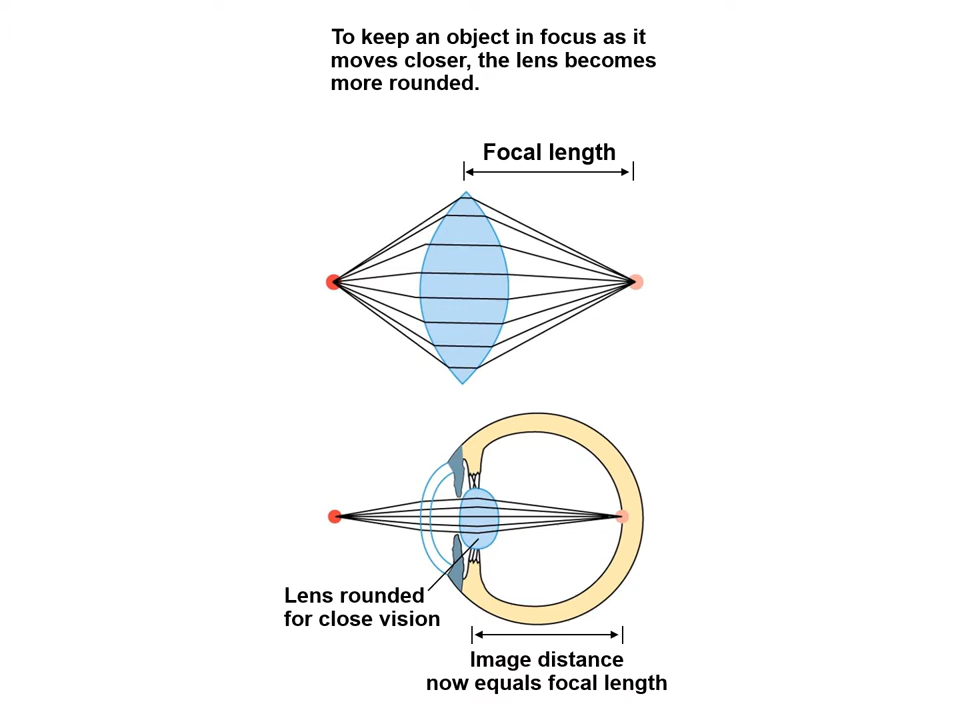 To keep an object in focus as it
moves closer, the lens becomes
more rounded.
Focal length
Lens rounded
for close vision
Image distance
now equals focal length